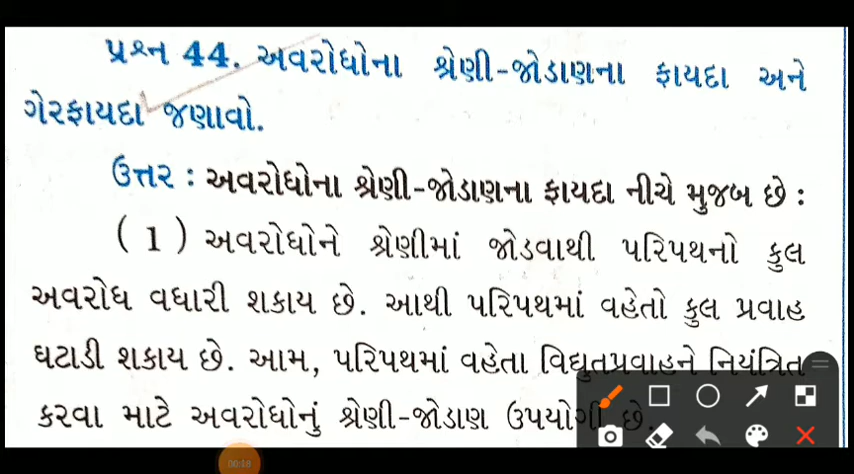 પ્રશ્ન 44. અવરોધોના શ્રેણી-જોડાણના ફાયદા અને
ગેરફાયદા જણાવો.
ઉત્તર : અવરોધોના શ્રેણી-જોડાણના ફાયદા નીચે મુજબ છે :
( 1 ) અવરોધોને શ્રેણીમાં જોડવાથી પરિપથનો કુલ
અવરોધ વધારી શકાય છે. આથી પરિપથમાં વહેતો કુલ પ્રવાહ
ઘટાડી શકાય છે. આમ, પરિપથમાં વહેતા વિદ્યુતપ્રવાહને નિયંત્રિત
કરવા માટે અવરોધોનું શ્રેણી-જોડાણ ઉપયોગી છે.
00:16